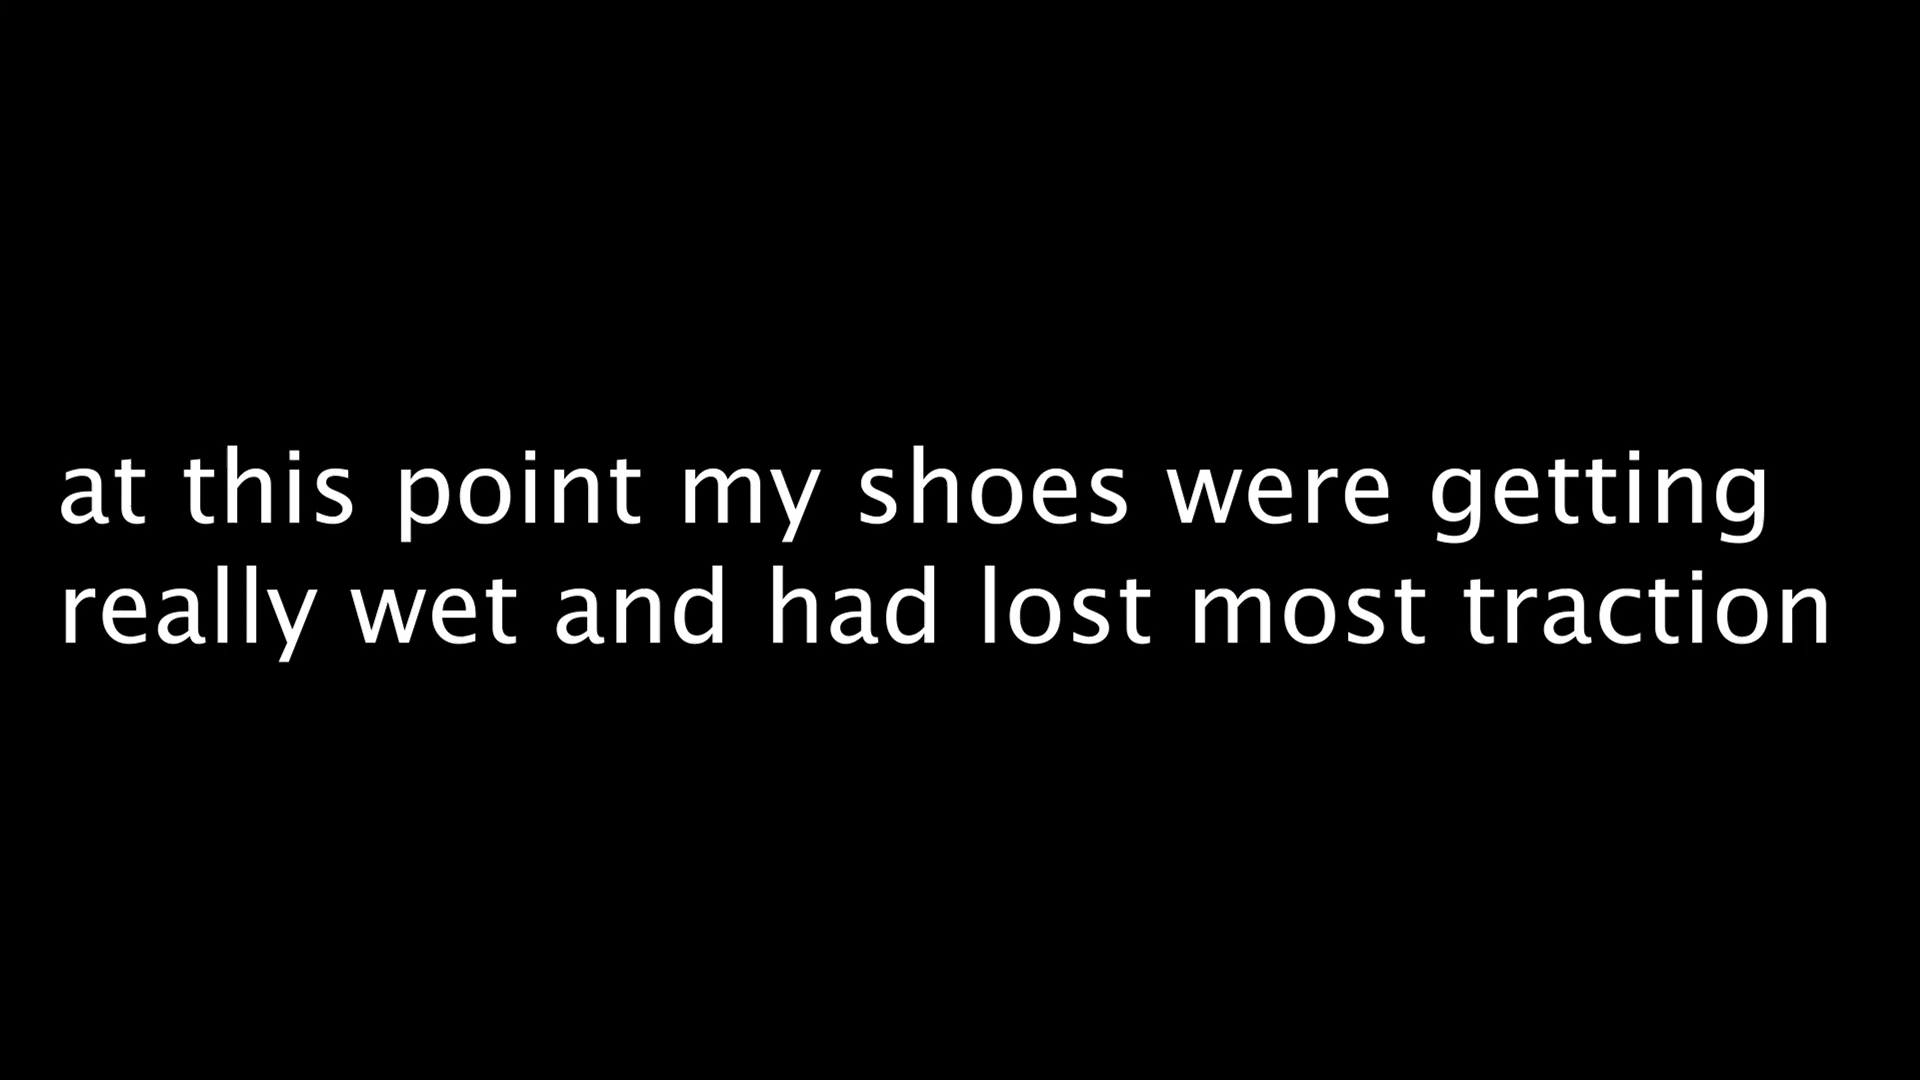 at this point my shoes were getting
really wet and had lost most traction